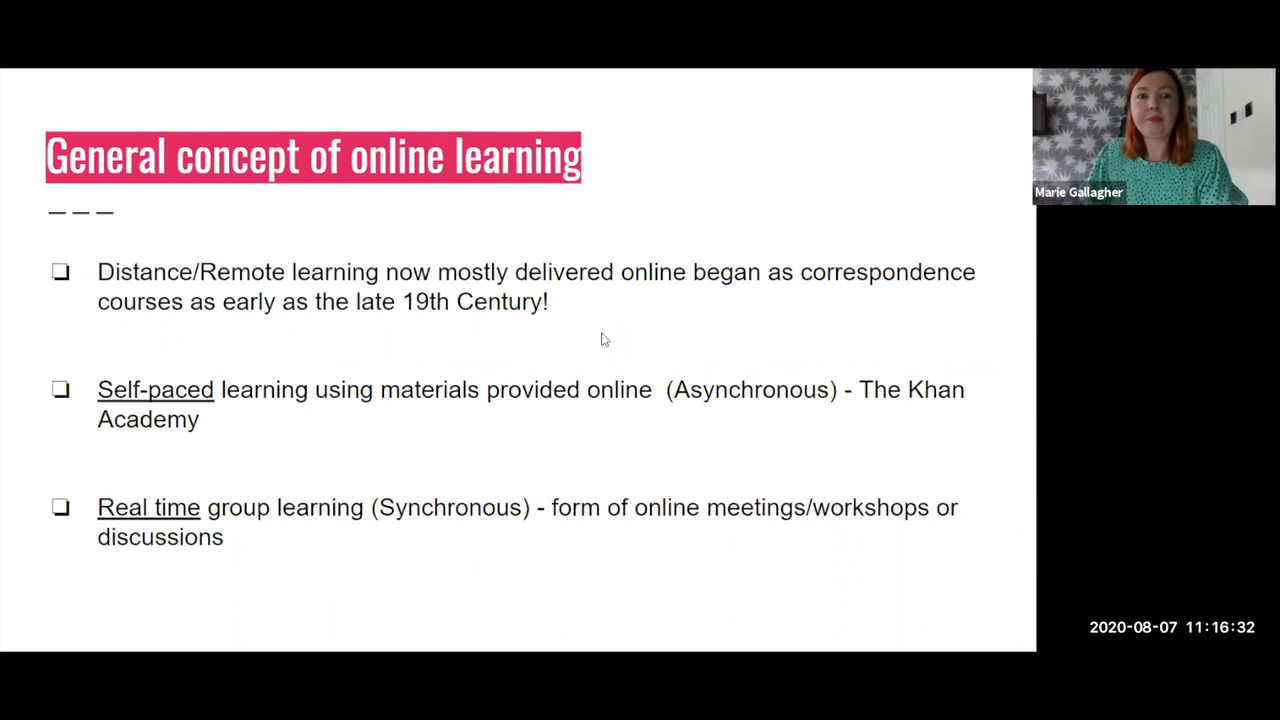 General concept of online learning
Distance/Remote learning now mostly delivered online began as correspondence
courses as early as the late 19th Century!
Self-paced learning using materials provided online (Asynchronous) - The Khan
Academy
Real time group learning (Synchronous) - form of online meetings/workshops or
discussions
Marie Gallagher
2020-08-07 11:16:32